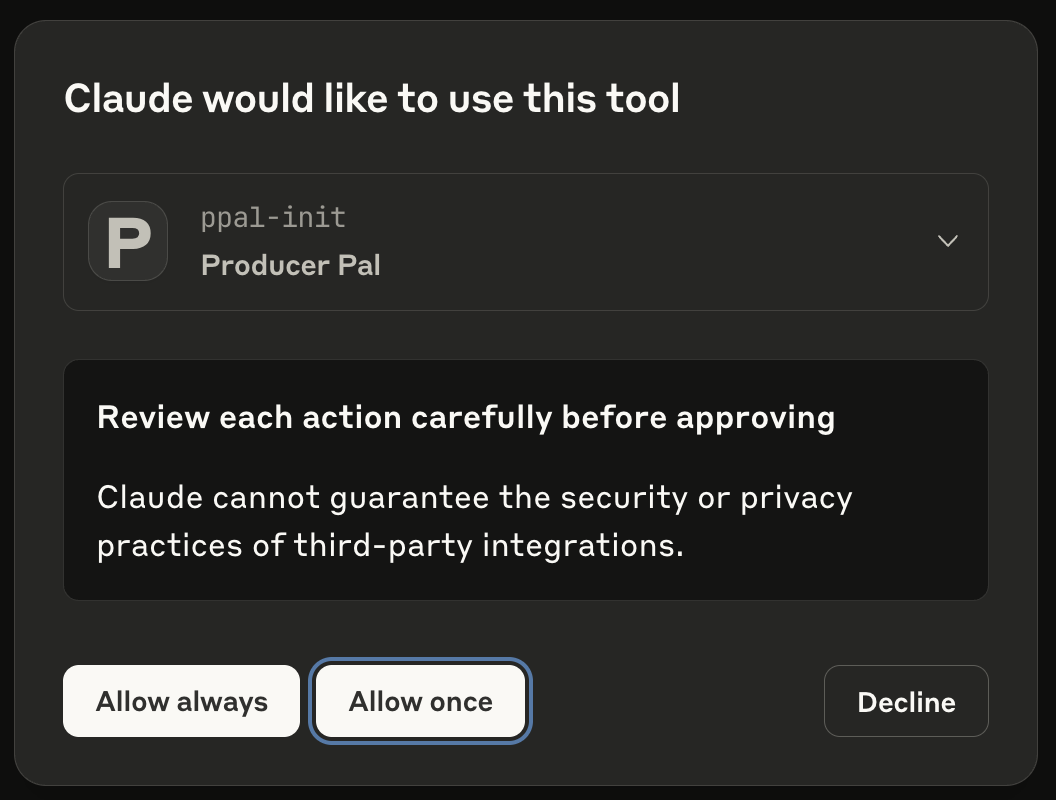 Claude would like to use this tool
P
ppal-init
Producer Pal
Review each action carefully before approving
Claude cannot guarantee the security or privacy
practices of third-party integrations.
Allow always
Allow once
Decline